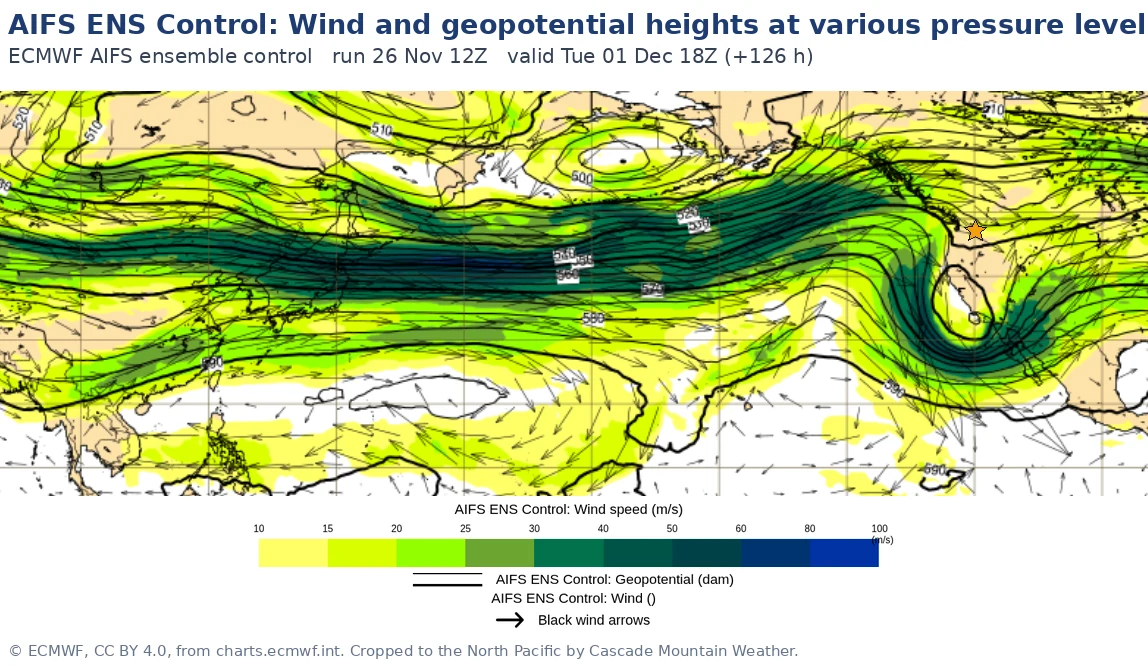 AIFS ENS Control: Wind and geopotential heights at various pressure level
ECMWF AIFS ensemble control run 26 Nov 12Z valid Tue 01 Dec 18Z (+126 h)
520
510
510
510
500
520
580
590
590
590
AIFS ENS Control: Wind speed (m/s)
10 15 20 25 30 40 50 60 80 100
(m/s)
AIFS ENS Control: Geopotential (dam)
AIFS ENS Control: Wind ()
Black wind arrows
© ECMWF, CC BY 4.0, from charts.ecmwf.int. Cropped to the North Pacific by Cascade Mountain Weather.